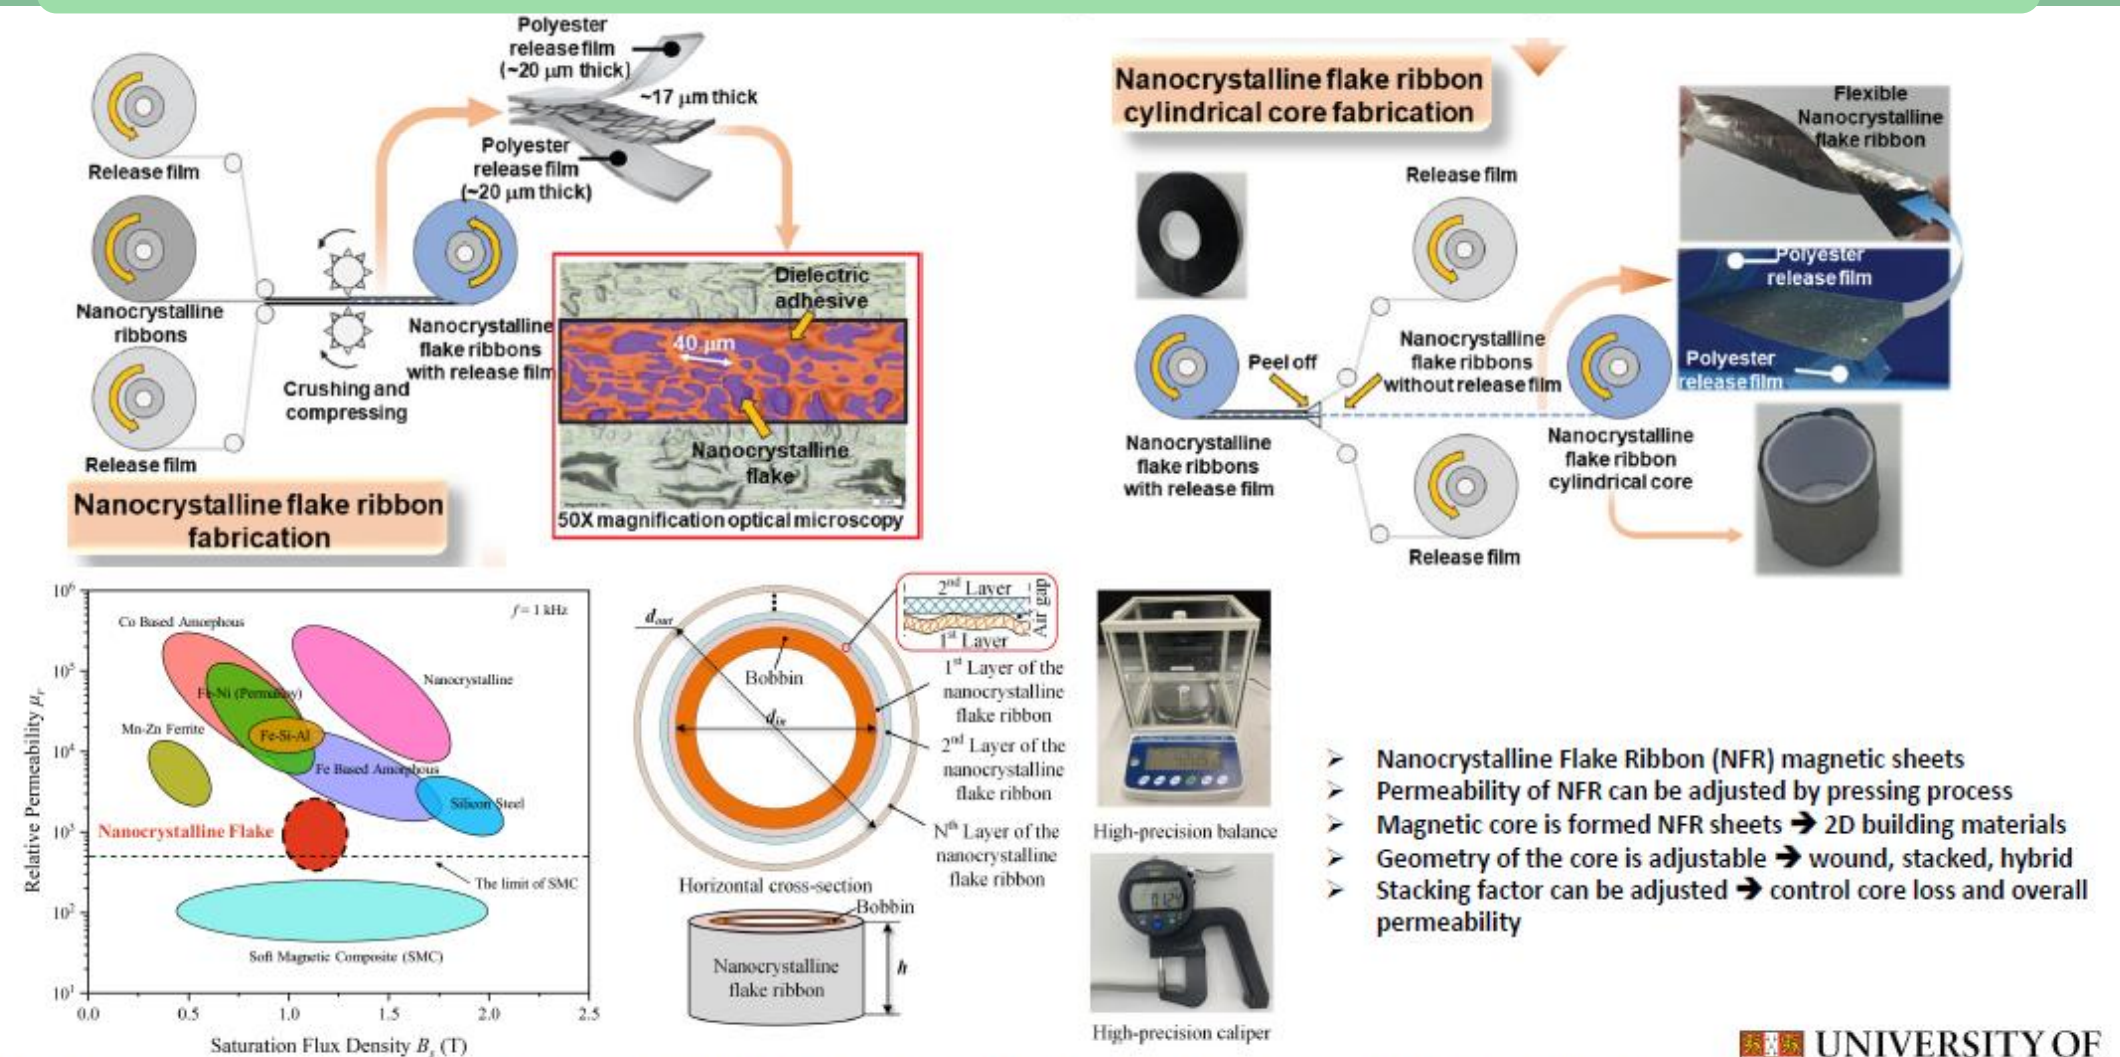 Polyester
release film
(~20 μm thick)
~17 μm thick
Polyester
release film
(~20 μm thick)
Release film
Nanocrystalline
ribbons
Release film
Crushing and
compressing
Nanocrystalline
flake ribbons
with release film
Dielectric
adhesive
40 μm
Nanocrystalline
flake
50X magnification optical microscopy
Nanocrystalline flake ribbon
fabrication
Nanocrystalline flake ribbon
cylindrical core fabrication
Release film
Flexible
Nanocrystalline
flake ribbon
Polyester
release film
Polyester
release film
Peel off
Nanocrystalline
flake ribbons
without release film
Nanocrystalline
flake ribbons
with release film
Nanocrystalline
flake ribbon
cylindrical core
Release film
Relative Permeability μr
10⁶
10⁵
10⁴
10³
10²
10¹
f = 1 kHz
Co Based Amorphous
Nanocrystalline
Fe-Ni (Permalloy)
Mn-Zn Ferrite
Fe-Si-Al
Fe Based Amorphous
Silicon Steel
Nanocrystalline Flake
The limit of SMC
Soft Magnetic Composite (SMC)
0.0 0.5 1.0 1.5 2.0 2.5
Saturation Flux Density Bs (T)
2nd Layer
1st Layer
Air gap
dout
Bobbin
din
1st Layer of the
nanocrystalline
flake ribbon
2nd Layer of the
nanocrystalline
flake ribbon
Nth Layer of the
nanocrystalline
flake ribbon
Horizontal cross-section
Bobbin
Nanocrystalline
flake ribbon
h
High-precision balance
0.124
High-precision caliper
➢ Nanocrystalline Flake Ribbon (NFR) magnetic sheets
➢ Permeability of NFR can be adjusted by pressing process
➢ Magnetic core is formed NFR sheets ➔ 2D building materials
➢ Geometry of the core is adjustable ➔ wound, stacked, hybrid
➢ Stacking factor can be adjusted ➔ control core loss and overall
permeability
UNIVERSITY OF